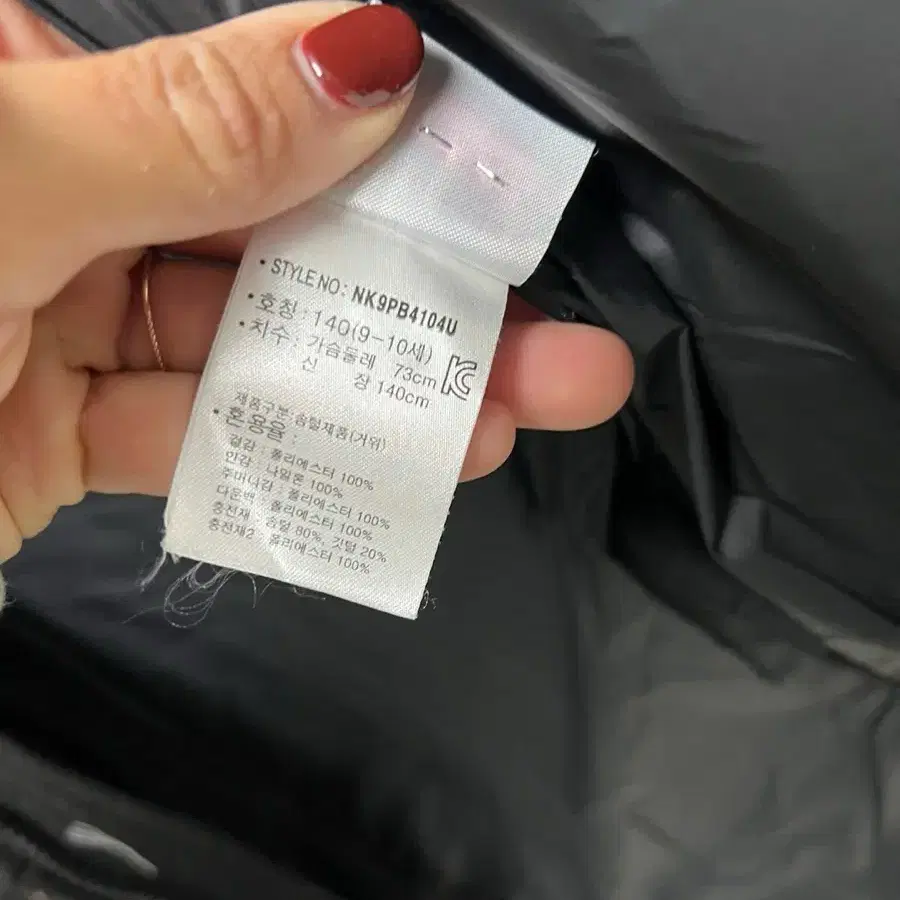 • STYLE NO: NK9PB4104U
• 호칭 : 140(9-10세)
• 치수 : 가슴둘레 73cm
신 장 140cm
제품구분:솜털제품(거위)
• 혼용율 :
겉감 : 폴리에스터 100%
안감 : 나일론 100%
주머니감 : 폴리에스터 100%
다운백 : 폴리에스터 100%
충전재 : 솜털 80%, 깃털 20%
충전재2 폴리에스터 100%